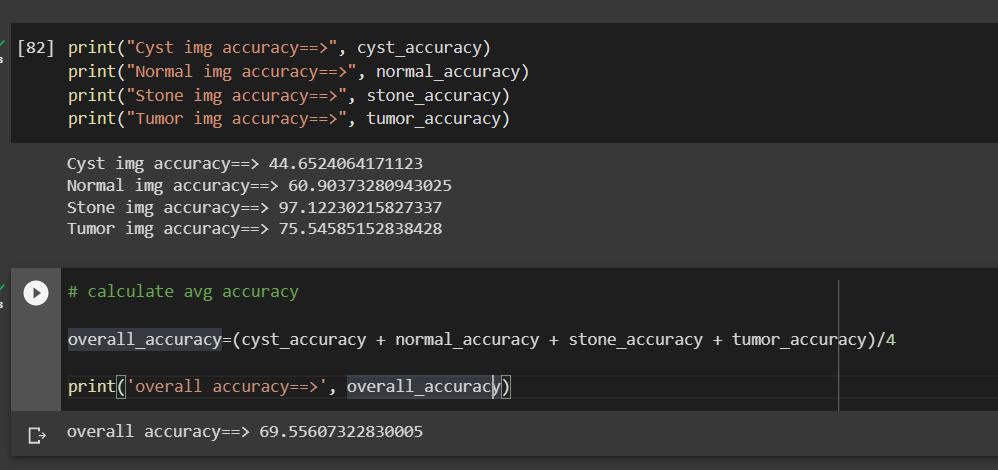 [82] print("Cyst img accuracy==>", cyst_accuracy)
print("Normal img accuracy==>", normal_accuracy)
print("Stone img accuracy==>", stone_accuracy)
print("Tumor img accuracy==>", tumor_accuracy)
Cyst img accuracy==> 44.6524064171123
Normal img accuracy==> 60.90373280943025
Stone img accuracy==> 97.12230215827337
Tumor img accuracy==> 75.54585152838428
# calculate avg accuracy
overall_accuracy=(cyst_accuracy + normal_accuracy + stone_accuracy + tumor_accuracy)/4
print('overall accuracy==>', overall_accuracy)
overall accuracy==> 69.55607322830005